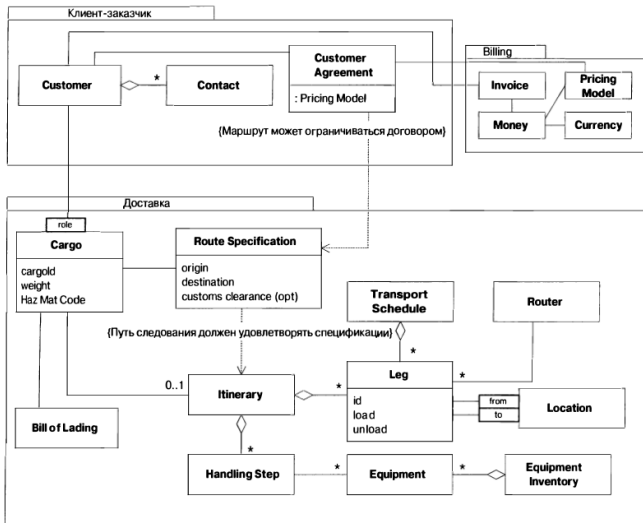 Клиент-заказчик
Customer
*
Contact
Customer
Agreement
: Pricing Model
Billing
Invoice
Pricing
Model
Money
Currency
{Маршрут может ограничиваться договором}
Доставка
role
Cargo
cargoId
weight
Haz Mat Code
Route Specification
origin
destination
customs clearance (opt)
Transport
Schedule
Router
{Путь следования должен удовлетворять спецификации}
*
0..1
Itinerary
*
Leg
id
load
unload
*
from
to
Location
Bill of Lading
*
Handling Step
*
Equipment
*
Equipment
Inventory